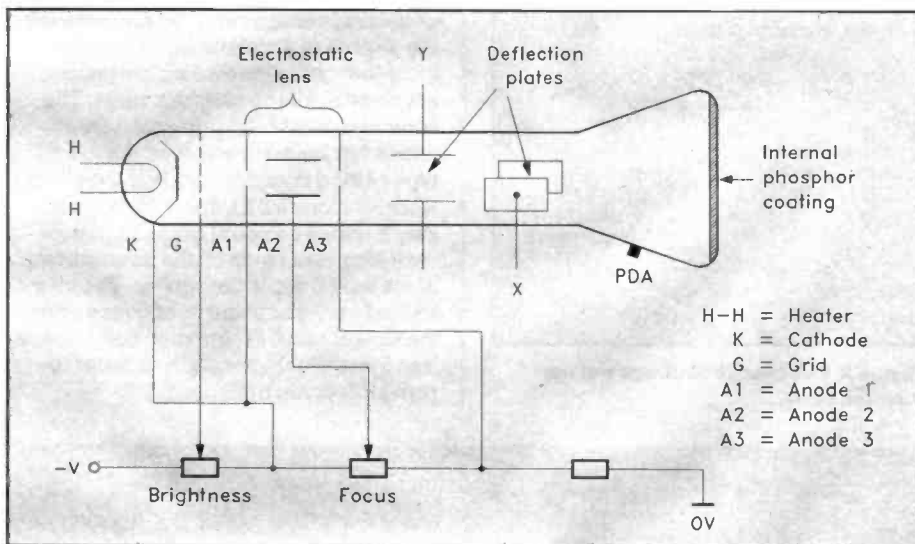 Electrostatic
lens
Y
Deflection
plates
H
H
Internal
phosphor
coating
K G A1 A2 A3
X
PDA
H-H = Heater
K = Cathode
G = Grid
A1 = Anode 1
A2 = Anode 2
A3 = Anode 3
-V
Brightness
Focus
0V